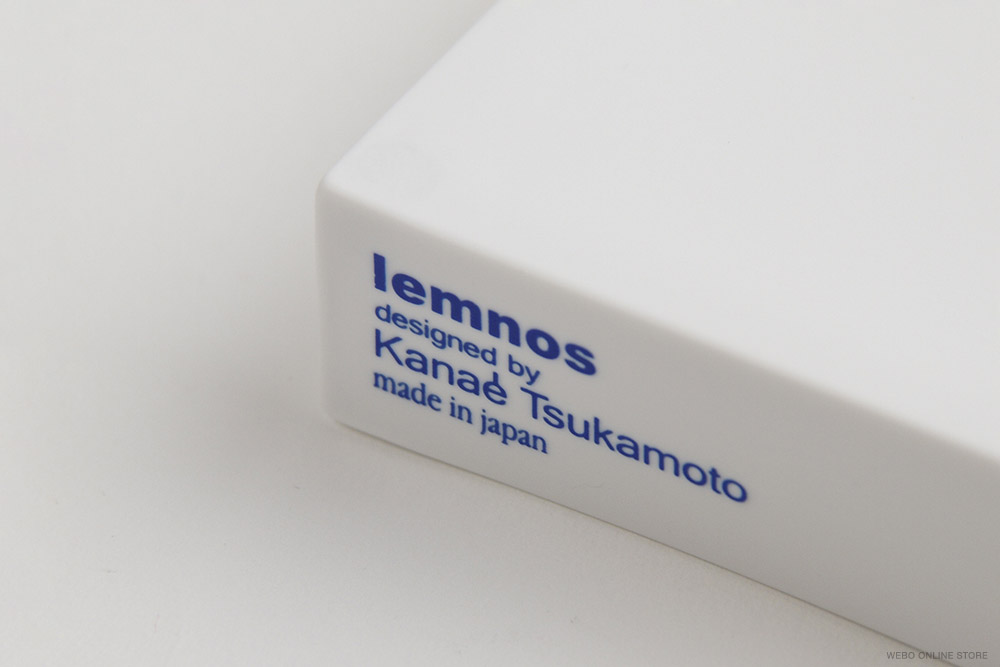 lemnos
designed by
Kanaé Tsukamoto
made in japan
WEBO ONLINE STORE